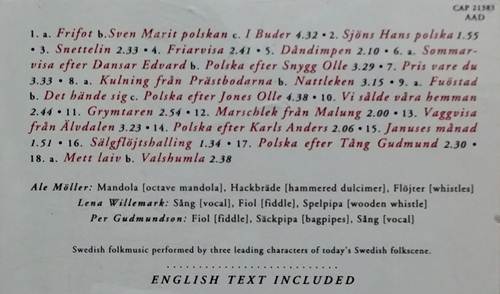 CAP 21383
AAD
1. a. Frifot b. Sven Marit polskan c. I Buder 4.32 • 2. Sjöns Hans polska 1.55
• 3. Snettelin 2.33 • 4. Friarvisa 2.41 • 5. Dåndimpen 2.10 • 6. a. Sommar-
visa efter Dansar Edvard b. Polska efter Snygg Olle 3.29 • 7. Pris vare du
3.33 • 8. a. Kulning från Prästbodarna b. Nattleken 3.15 • 9. a. Fuöstad
b. Det hände sig c. Polska efter Jones Olle 4.38 • 10. Vi sålde våra hemman
2.44 • 11. Grymtaren 2.54 • 12. Marschlek från Malung 2.00 • 13. Vaggvisa
från Älvdalen 3.23 • 14. Polska efter Karls Anders 2.06 • 15. Januses månad
1.51 • 16. Sälgflöjtshalling 1.34 • 17. Polska efter Tång Gudmund 2.30 •
18. a. Mett laiv b. Valshumla 2.38
Ale Möller: Mandola [octave mandola], Hackbräde [hammered dulcimer], Flöjter [whistles]
Lena Willemark: Sång [vocal], Fiol [fiddle], Spelpipa [wooden whistle]
Per Gudmundson: Fiol [fiddle], Säckpipa [bagpipes], Sång [vocal]
Swedish folkmusic performed by three leading characters of today's Swedish folkscene.
ENGLISH TEXT INCLUDED